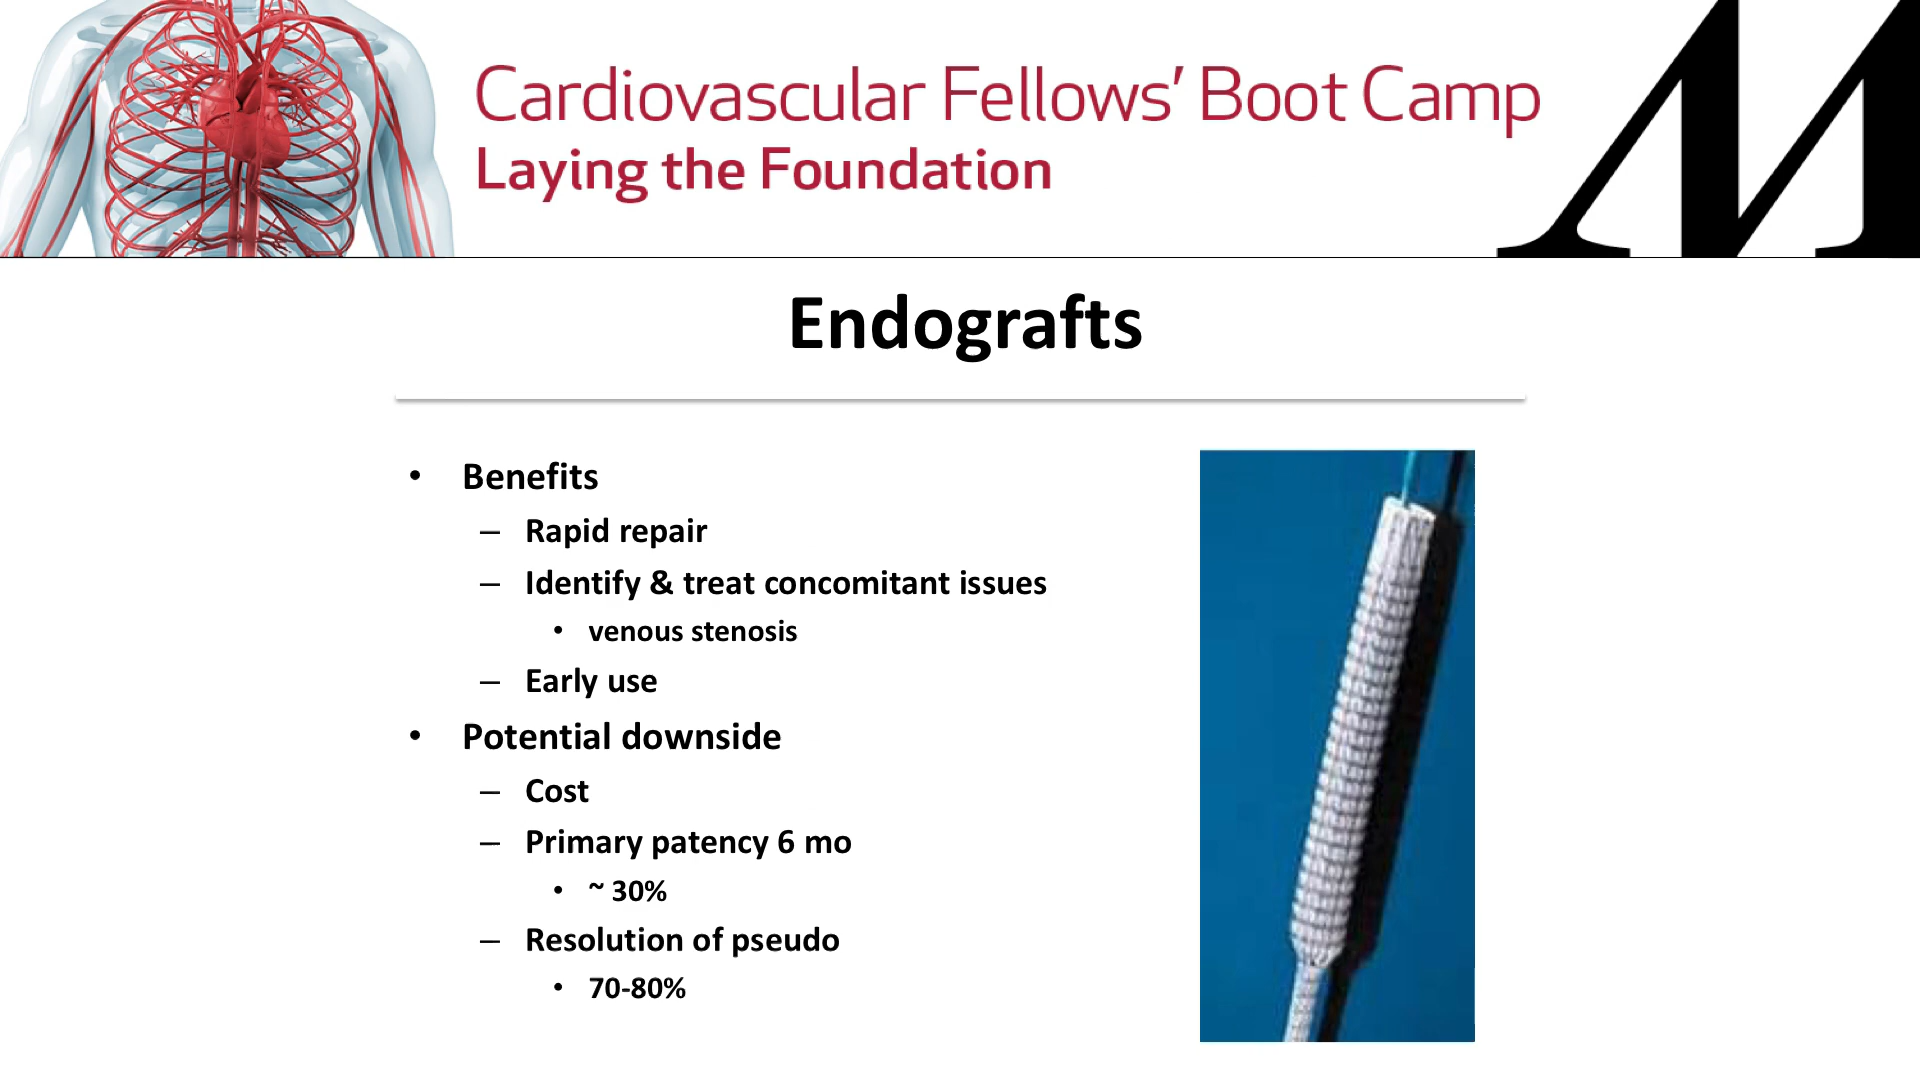 Cardiovascular Fellows’ Boot Camp
Laying the Foundation
M
Endografts
• Benefits
– Rapid repair
– Identify & treat concomitant issues
• venous stenosis
– Early use
• Potential downside
– Cost
– Primary patency 6 mo
• ~ 30%
– Resolution of pseudo
• 70-80%